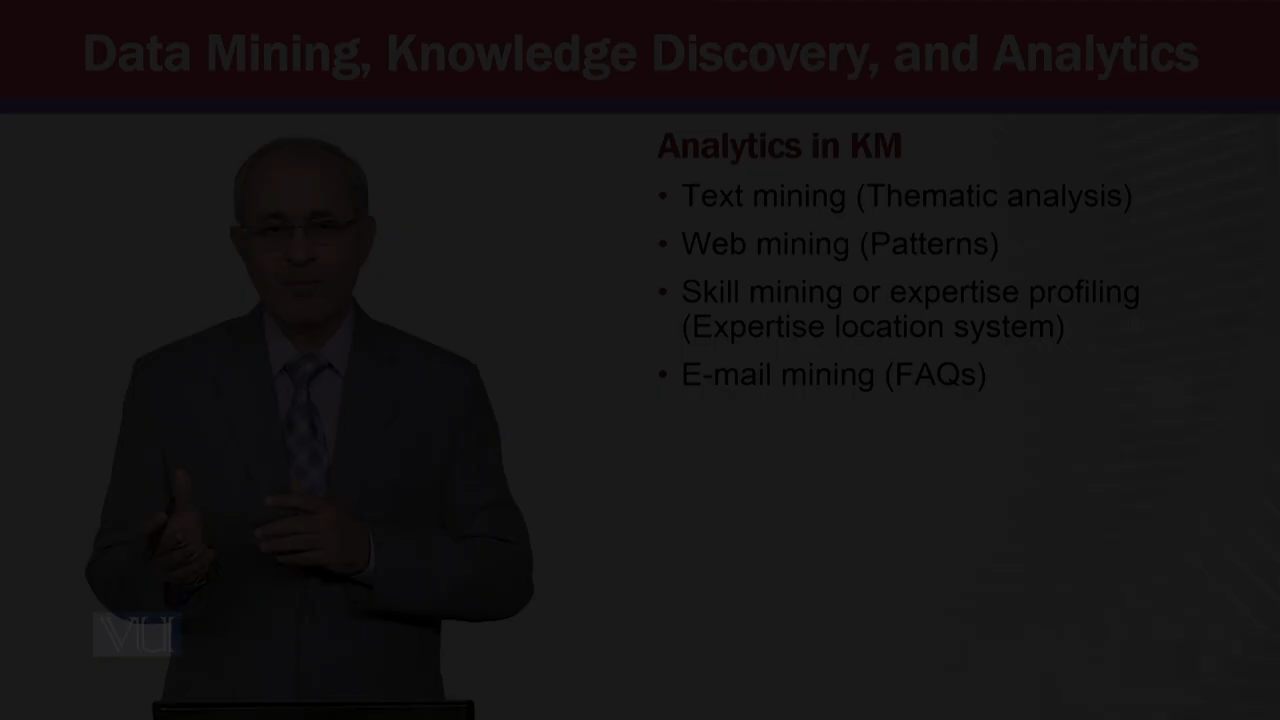 Data Mining, Knowledge Discovery, and Analytics
Analytics in KM
• Text mining (Thematic analysis)
• Web mining (Patterns)
• Skill mining or expertise profiling
(Expertise location system)
• E-mail mining (FAQs)
VU